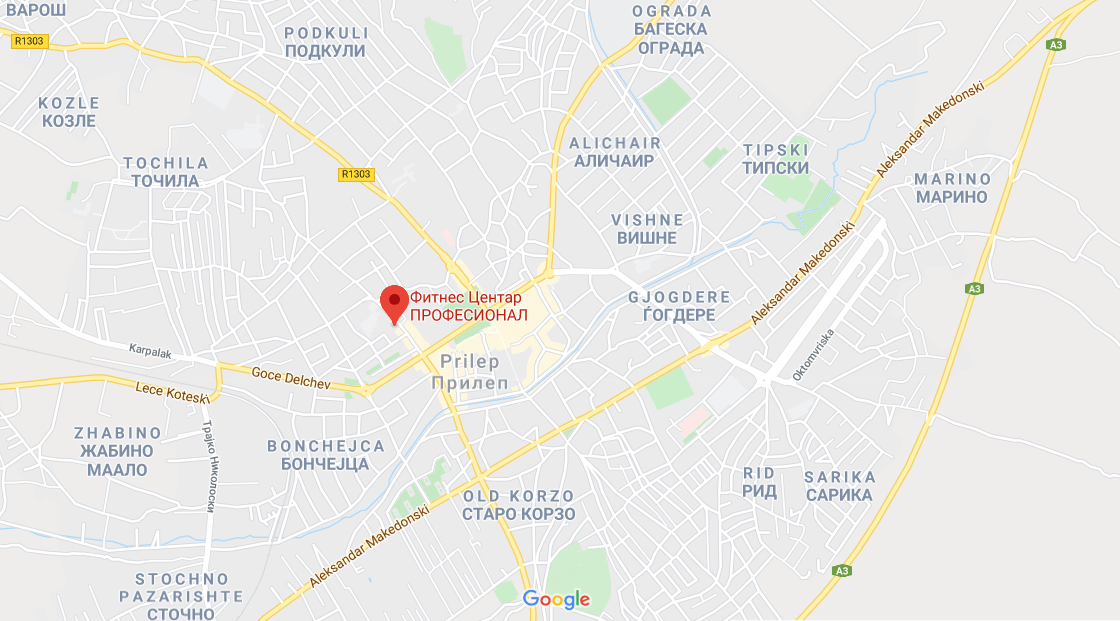 ВАРОШ
R1303
PODKULI
ПОДКУЛИ
OGRADA
БАГЕСКА
ОГРАДА
A3
KOZLE
КОЗЛЕ
Aleksandar Makedonski
TOCHILA
ТОЧИЛА
R1303
ALICHAIR
АЛИЧАИР
TIPSKI
ТИПСКИ
MARINO
МАРИНО
VISHNE
ВИШНЕ
Aleksandar Makedonski
A3
Фитнес Центар
ПРОФЕСИОНАЛ
GJOGDERE
ЃОГДЕРЕ
Karpalak
Oktomvriska
Prilep
Прилеп
Goce Delchev
Lece Koteski
ZHABINO
ЖАБИНО
МААЛО
Трајко Николоски
BONCHEJCA
БОНЧЕЈЦА
RID
РИД
SARIKA
САРИКА
OLD KORZO
СТАРО КОРЗО
Aleksandar Makedonski
A3
STOCHNO
PAZARISHTE
СТОЧНО
Google